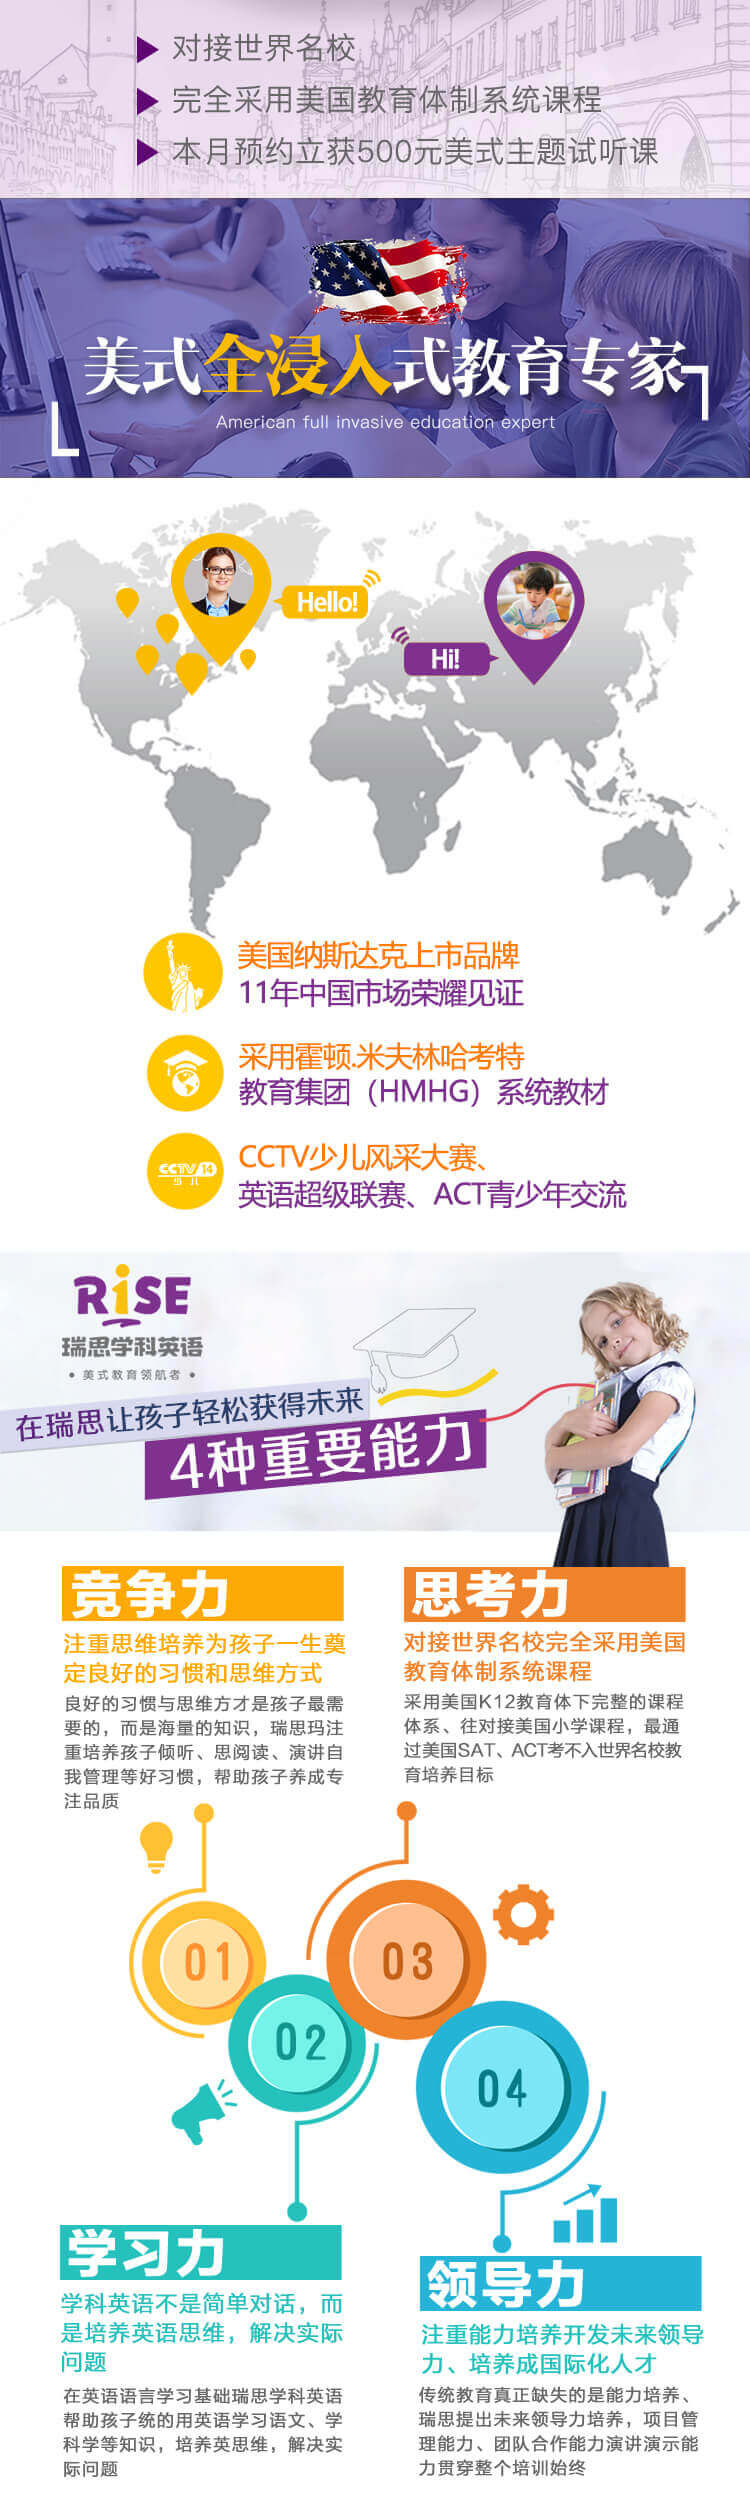 对接世界名校
完全采用美国教育体制系统课程
本月预约立获500元美式主题试听课
美式全浸入式教育专家
American full invasive education expert
Hello!
Hi!
美国纳斯达克上市品牌
11年中国市场荣耀见证
采用霍顿.米夫林哈考特
教育集团（HMHG）系统教材
CCTV 14
少儿
CCTV少儿风采大赛、
英语超级联赛、ACT青少年交流
RiSE
瑞思学科英语
• 美式教育领航者 •
在瑞思让孩子轻松获得未来
4种重要能力
竞争力
注重思维培养为孩子一生奠
定良好的习惯和思维方式
良好的习惯与思维方才是孩子最需
要的，而是海量的知识，瑞思玛注
重培养孩子倾听、思阅读、演讲自
我管理等好习惯，帮助孩子养成专
注品质
思考力
对接世界名校完全采用美国
教育体制系统课程
采用美国K12教育体下完整的课程
体系、往对接美国小学课程，最通
过美国SAT、ACT考不入世界名校教
育培养目标
01
03
02
04
学习力
学科英语不是简单对话，而
是培养英语思维，解决实际
问题
在英语语言学习基础瑞思学科英语
帮助孩子统的用英语学习语文、学
科学等知识，培养英思维，解决实
际问题
领导力
注重能力培养开发未来领导
力、培养成国际化人才
传统教育真正缺失的是能力培养、
瑞思提出未来领导力培养，项目管
理能力、团队合作能力演讲演示能
力贯穿整个培训始终